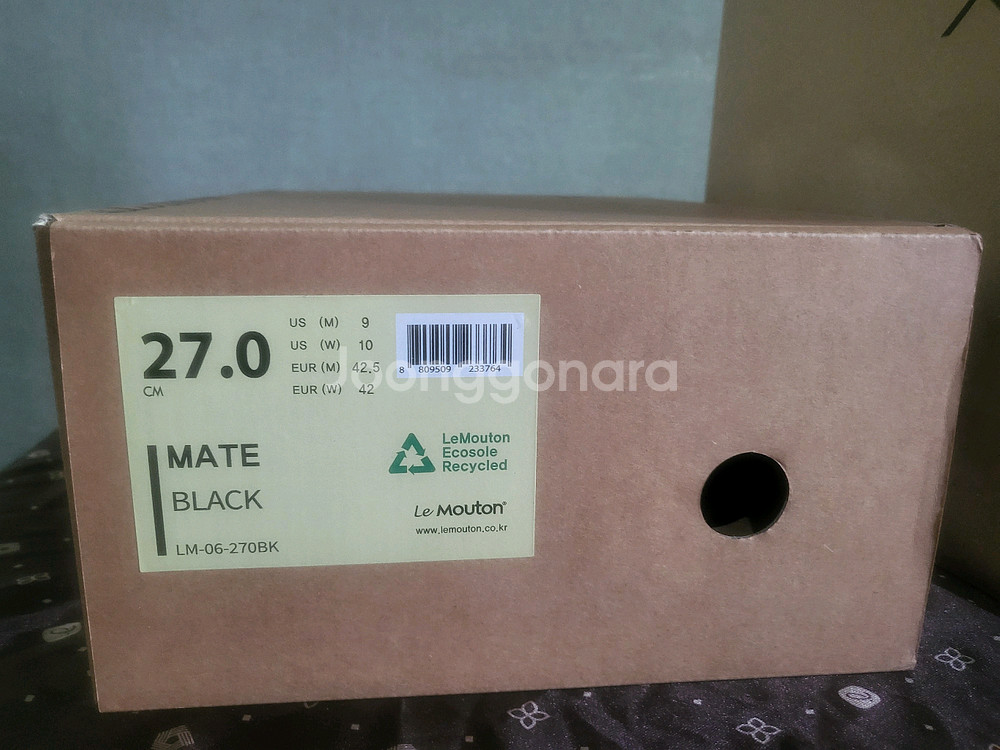 27.0
CM
US (M) 9
US (W) 10
EUR (M) 42.5
EUR (W) 42
8 809509 233764
Joonggonara
MATE
BLACK
LM-06-270BK
LeMouton
Ecosole
Recycled
Le Mouton®
www.lemouton.co.kr